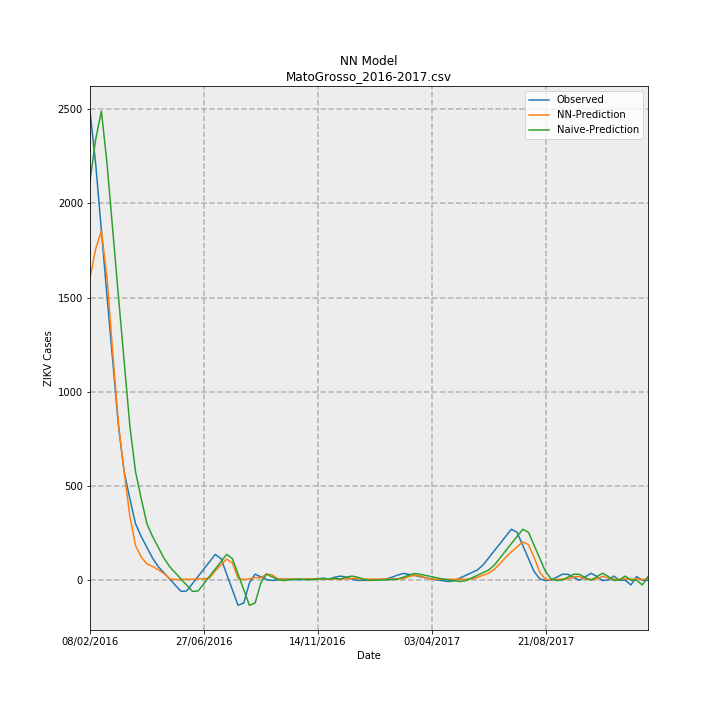 NN Model
MatoGrosso_2016-2017.csv
Observed
NN-Prediction
Naive-Prediction
ZIKV Cases
2500
2000
1500
1000
500
0
08/02/2016
27/06/2016
14/11/2016
03/04/2017
21/08/2017
Date